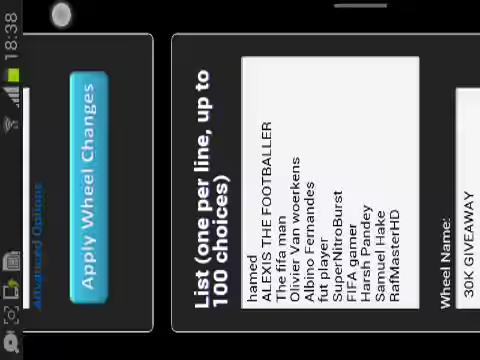 18:38
Advanced Options
Apply Wheel Changes
List (one per line, up to
100 choices)
hamed
ALEXIS THE FOOTBALLER
The fifa man
Olivier Van woerkens
Albino Fernandes
fut player
SuperNitroBurst
FIFA gamer
Harsh Pandey
Samuel Hake
RafMasterHD
Wheel Name:
30K GIVEAWAY